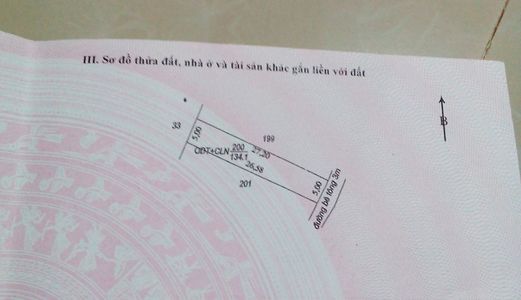 III. Sơ đồ thửa đất, nhà ở và tài sản khác gắn liền với đất
B
33
199
5,00
ODT+CLN 200
134.1
27,20
26,58
201
5,00
đường bê tông 3m